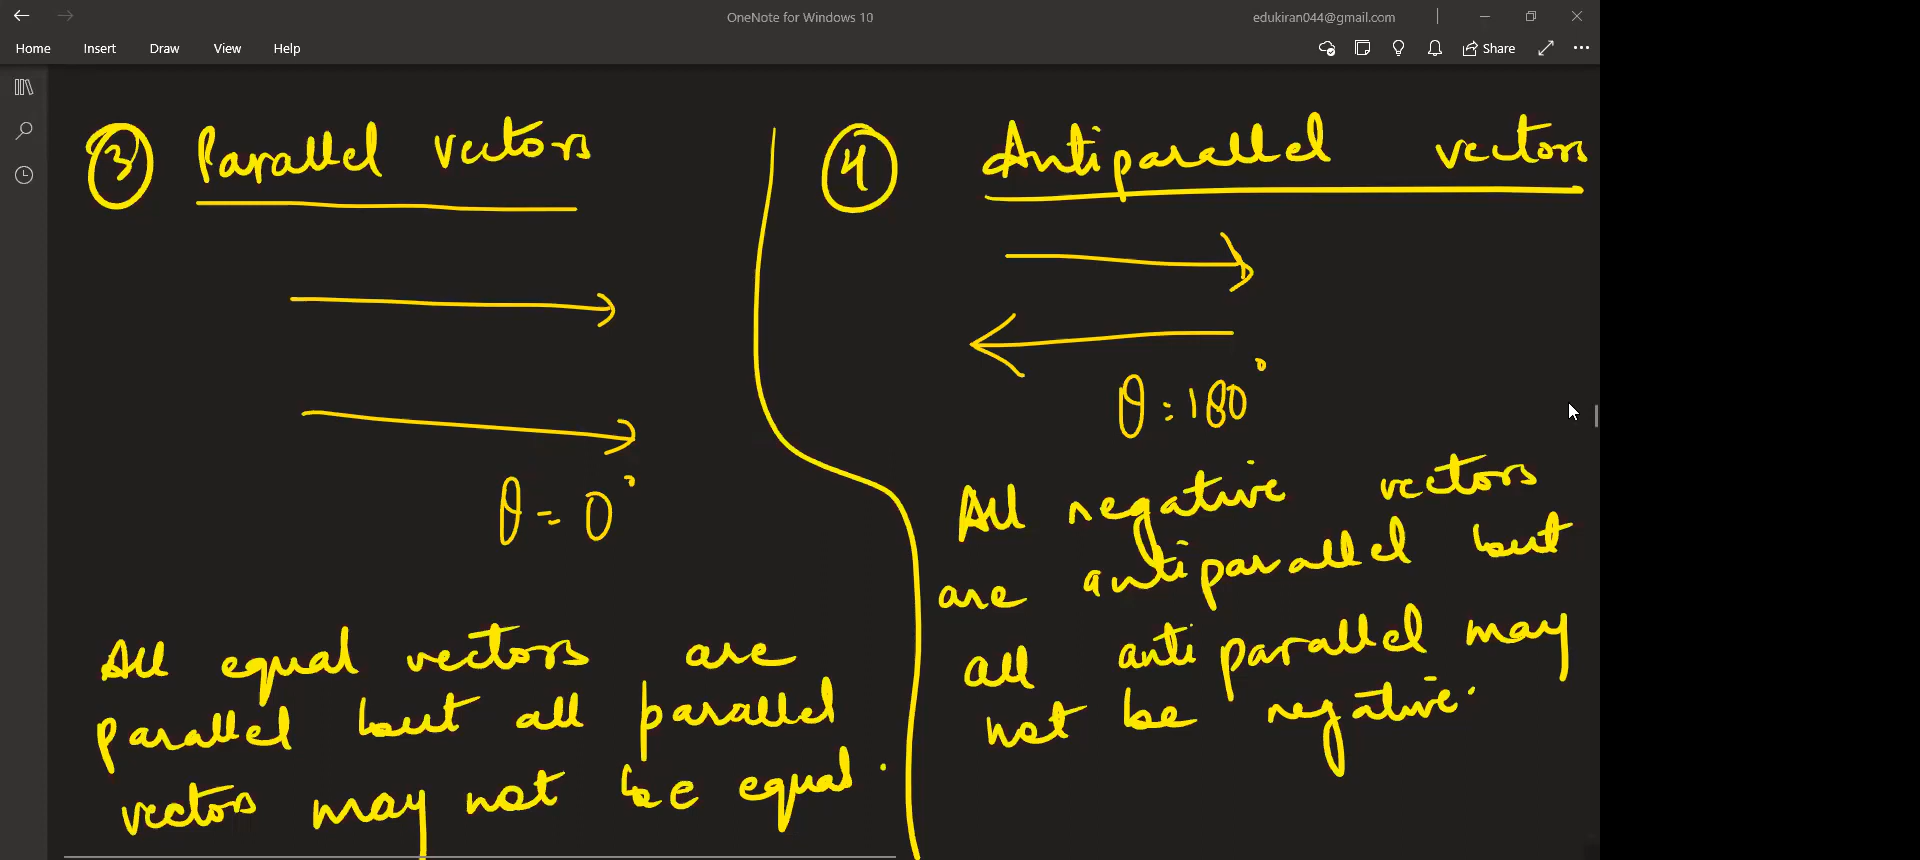 OneNote for Windows 10
edukiran044@gmail.com
Home Insert Draw View Help
Share
3 Parallel vectors
θ = 0°
All equal vectors are
parallel but all parallel
vectors may not be equal.
4 Antiparallel vectors
θ = 180°
All negative vectors
are antiparallel but
all anti parallel may
not be negative.